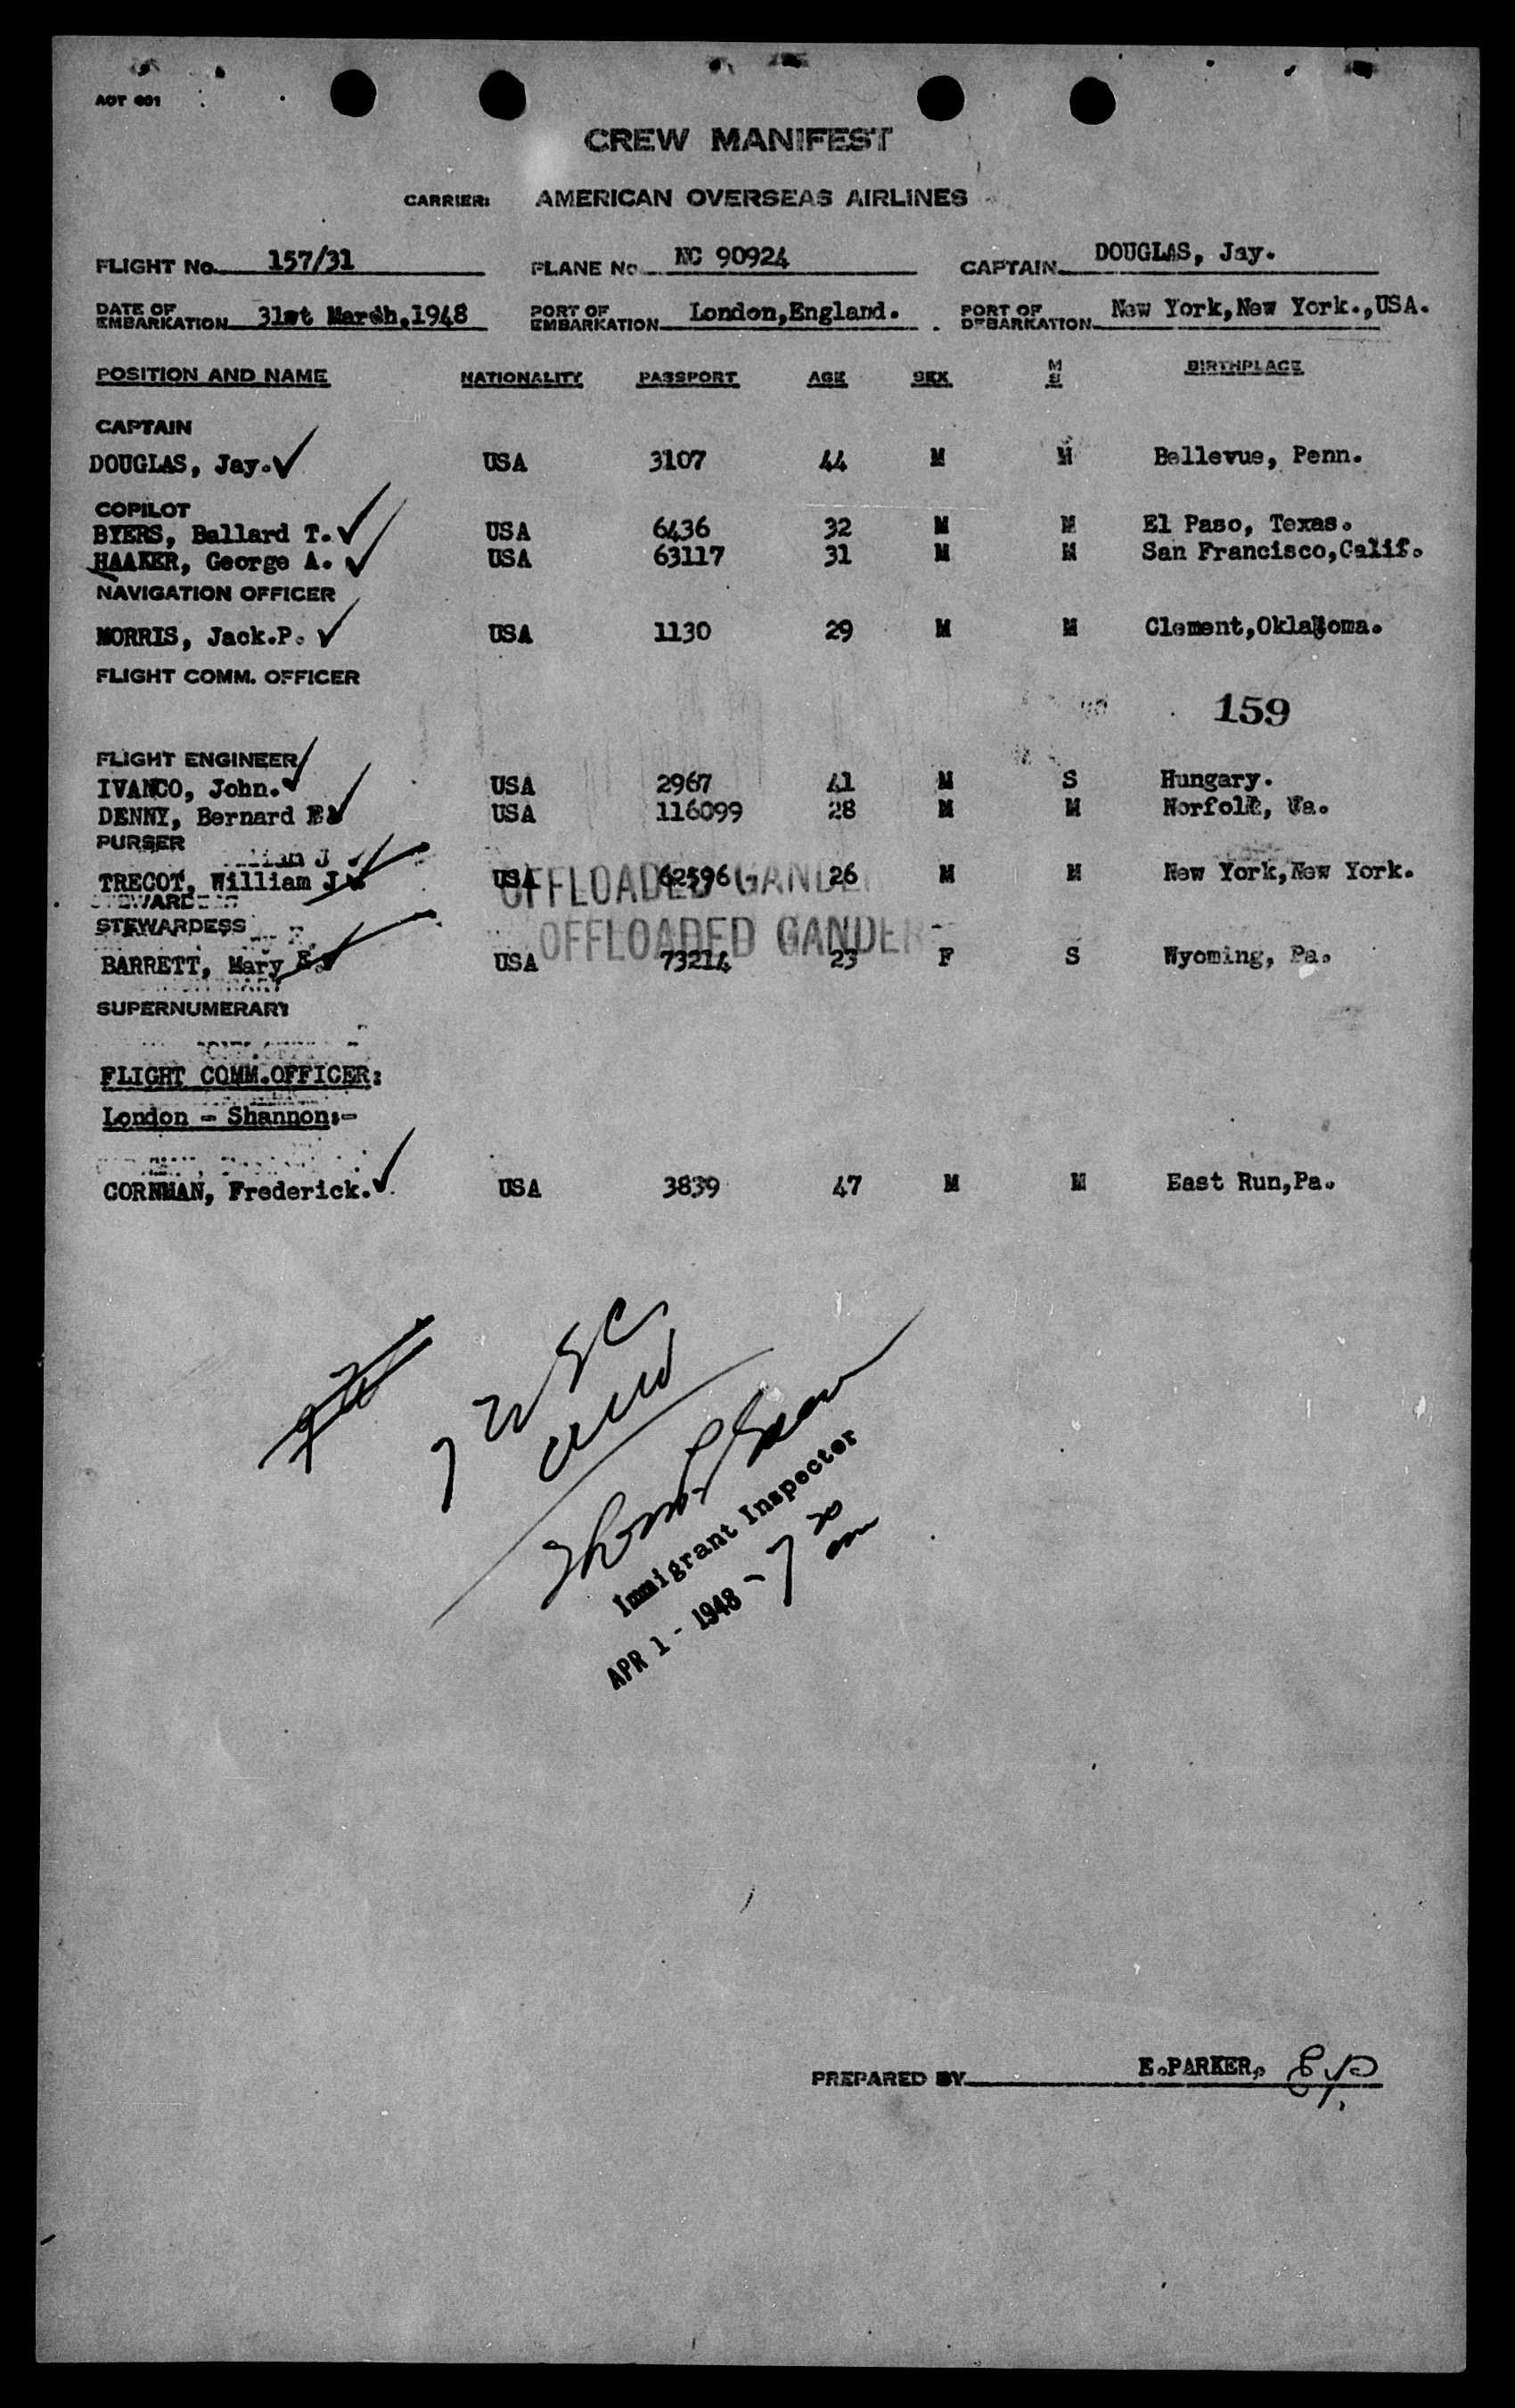 AOT 601
CREW MANIFEST
CARRIER: AMERICAN OVERSEAS AIRLINES
FLIGHT No. 157/31 PLANE No. NC 90924 CAPTAIN DOUGLAS, Jay.
DATE OF EMBARKATION 31st March,1948 PORT OF EMBARKATION London,England. PORT OF DEBARKATION New York,New York.,USA.
POSITION AND NAME NATIONALITY PASSPORT AGE SEX M S BIRTHPLACE
CAPTAIN
DOUGLAS, Jay. USA 3107 44 M M Bellevue, Penn.
COPILOT
BYERS, Ballard T. USA 6436 32 M M El Paso, Texas.
HAAKER, George A. USA 63117 31 M M San Francisco,Calif.
NAVIGATION OFFICER
MORRIS, Jack.P. USA 1130 29 M M Clement,Oklahoma.
FLIGHT COMM. OFFICER
159
FLIGHT ENGINEER
IVANCO, John. USA 2967 41 M S Hungary.
DENNY, Bernard USA 116099 28 M M Norfolk, Va.
PURSER
TRECOT, William J. USA 62596 26 M M New York,New York.
OFFLOADED GANDER
STEWARDESS
OFFLOADED GANDER
BARRETT, Mary E. USA 73214 23 F S Wyoming, Pa.
SUPERNUMERARY
FLIGHT COMM.OFFICER:
London - Shannon:-
CORNMAN, Frederick. USA 3839 47 M M East Run,Pa.
7 USC
Immigrant Inspector
APR 1 - 1948 - 7
PREPARED BY E.PARKER, EP.